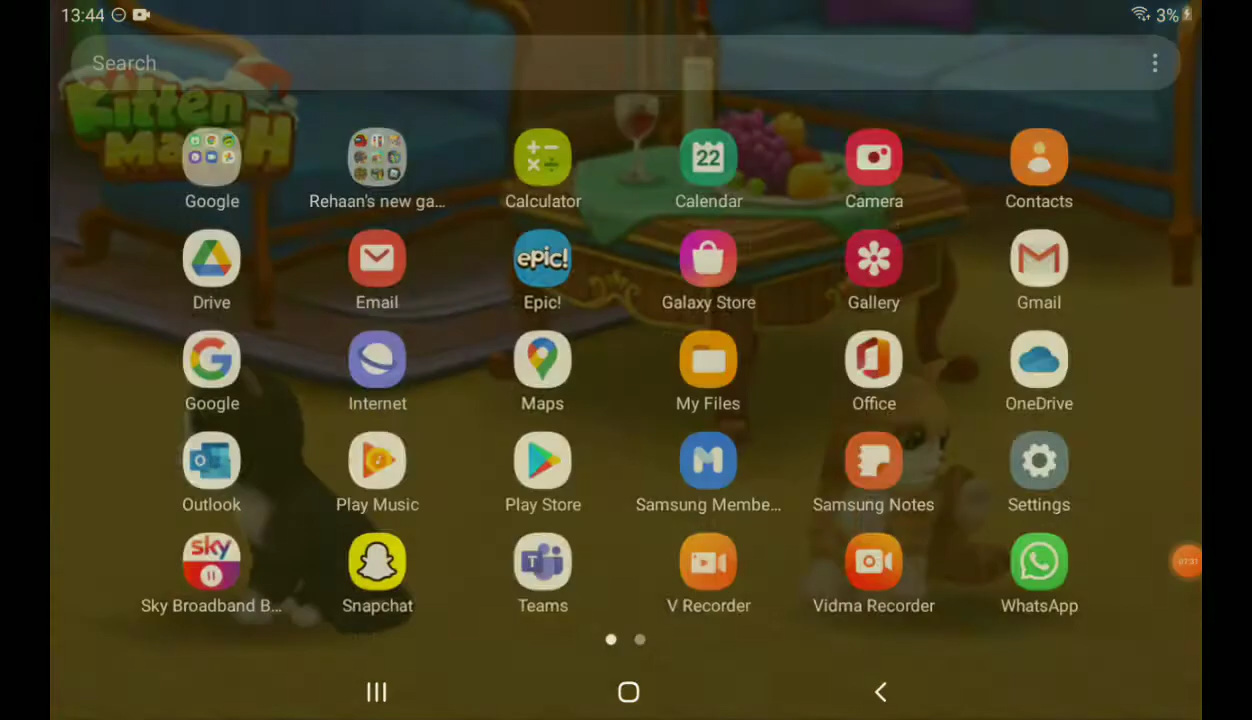 13:44
3%
Search
Kitten
MatcH
22
Google
Rehaan's new ga...
Calculator
Calendar
Camera
Contacts
epic!
Drive
Email
Epic!
Galaxy Store
Gallery
Gmail
Google
Internet
Maps
My Files
Office
OneDrive
Outlook
Play Music
Play Store
Samsung Membe...
Samsung Notes
Settings
sky
07:31
Sky Broadband B...
Snapchat
Teams
V Recorder
Vidma Recorder
WhatsApp